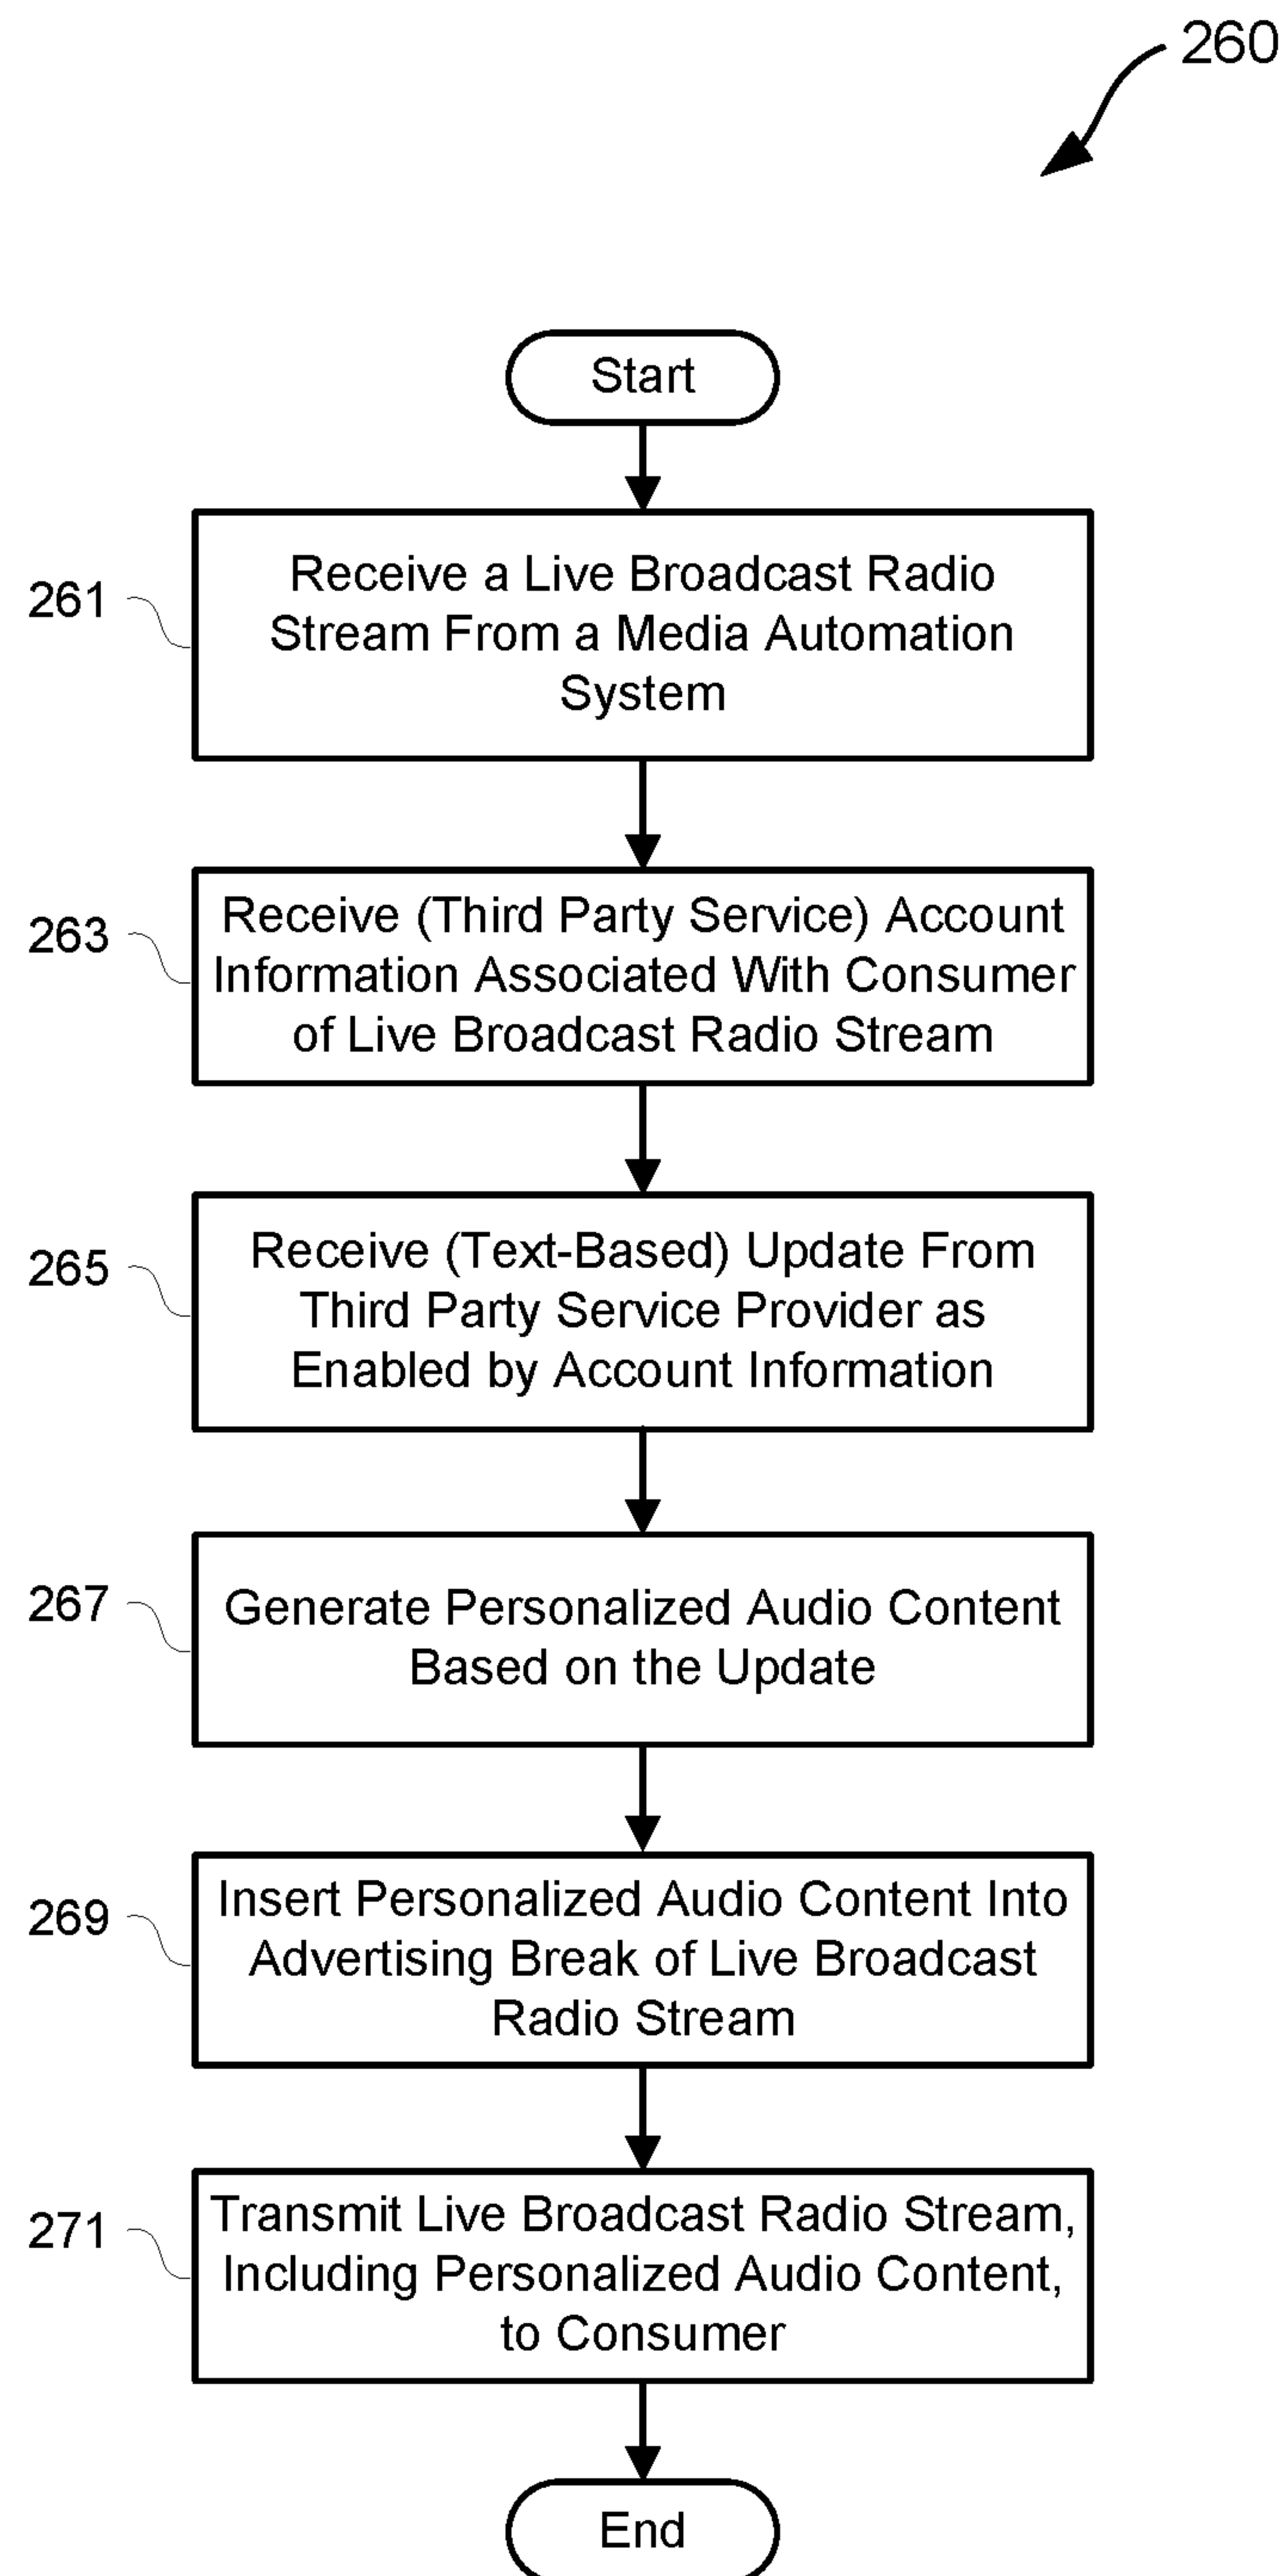 260
Start
261
Receive a Live Broadcast Radio
Stream From a Media Automation
System
263
Receive (Third Party Service) Account
Information Associated With Consumer
of Live Broadcast Radio Stream
265
Receive (Text-Based) Update From
Third Party Service Provider as
Enabled by Account Information
267
Generate Personalized Audio Content
Based on the Update
269
Insert Personalized Audio Content Into
Advertising Break of Live Broadcast
Radio Stream
271
Transmit Live Broadcast Radio Stream,
Including Personalized Audio Content,
to Consumer
End